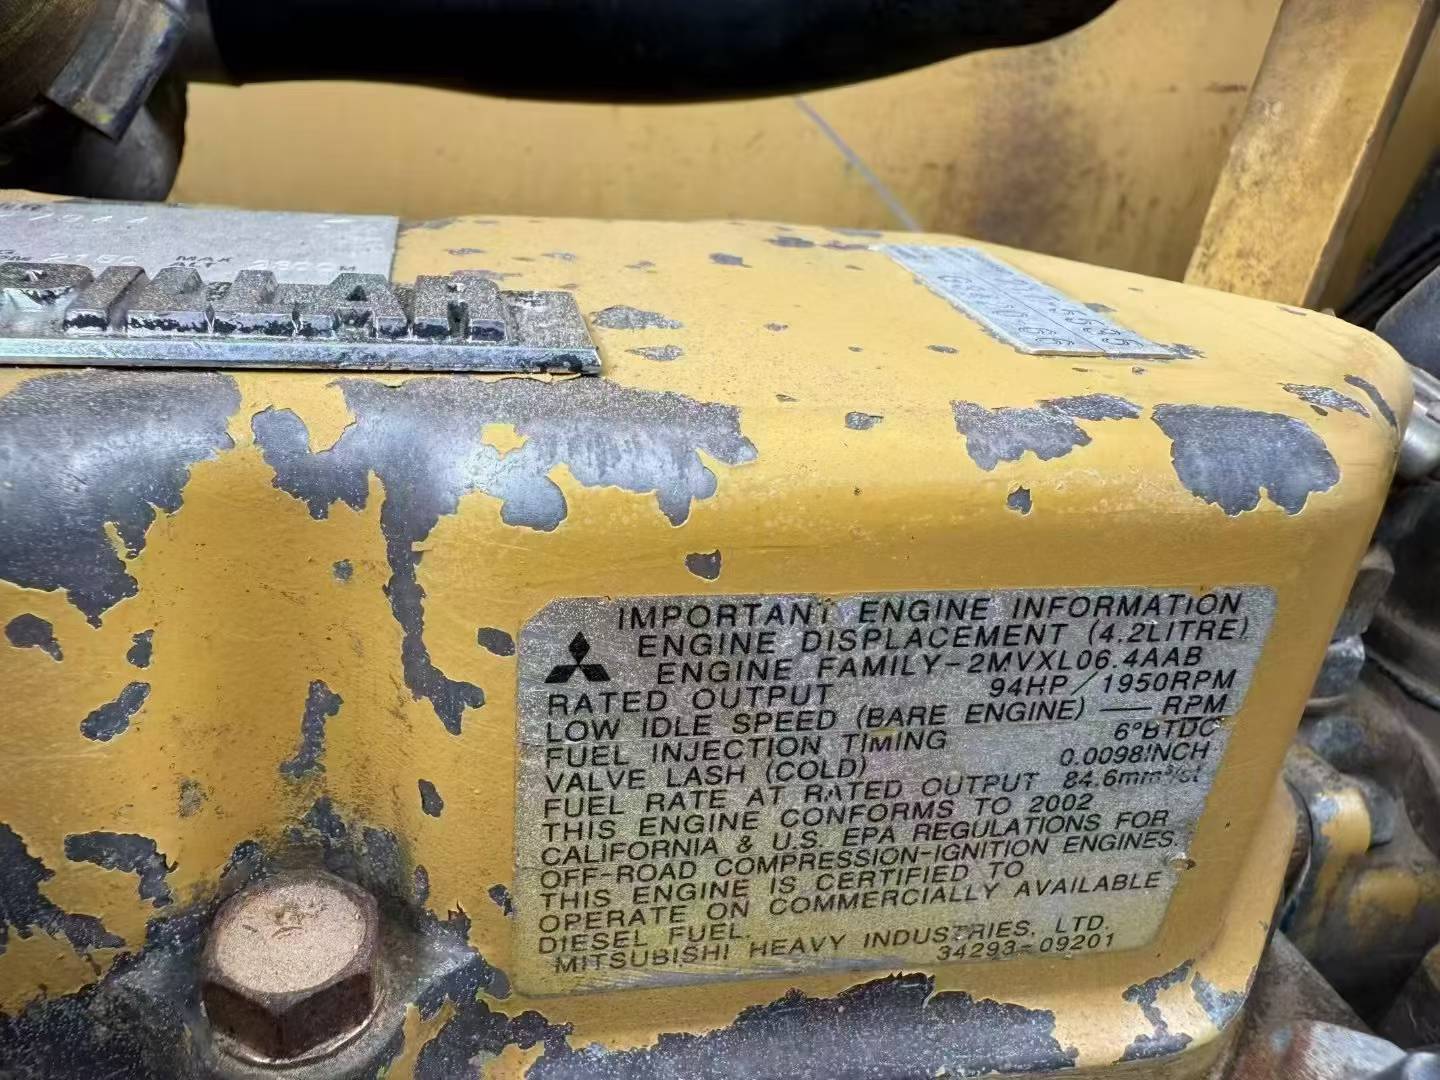 MAX
ALT
PILLAR
IMPORTANT ENGINE INFORMATION
ENGINE DISPLACEMENT (4.2LITRE)
ENGINE FAMILY-2MVXL06.4AAB
RATED OUTPUT 94HP/1950RPM
LOW IDLE SPEED (BARE ENGINE) — RPM
FUEL INJECTION TIMING 6°BTDC
VALVE LASH (COLD) 0.0098INCH
FUEL RATE AT RATED OUTPUT 84.6mm³/st
THIS ENGINE CONFORMS TO 2002
CALIFORNIA & U.S. EPA REGULATIONS FOR
OFF-ROAD COMPRESSION-IGNITION ENGINES.
THIS ENGINE IS CERTIFIED TO
OPERATE ON COMMERCIALLY AVAILABLE
DIESEL FUEL.
MITSUBISHI HEAVY INDUSTRIES, LTD.
34293-09201